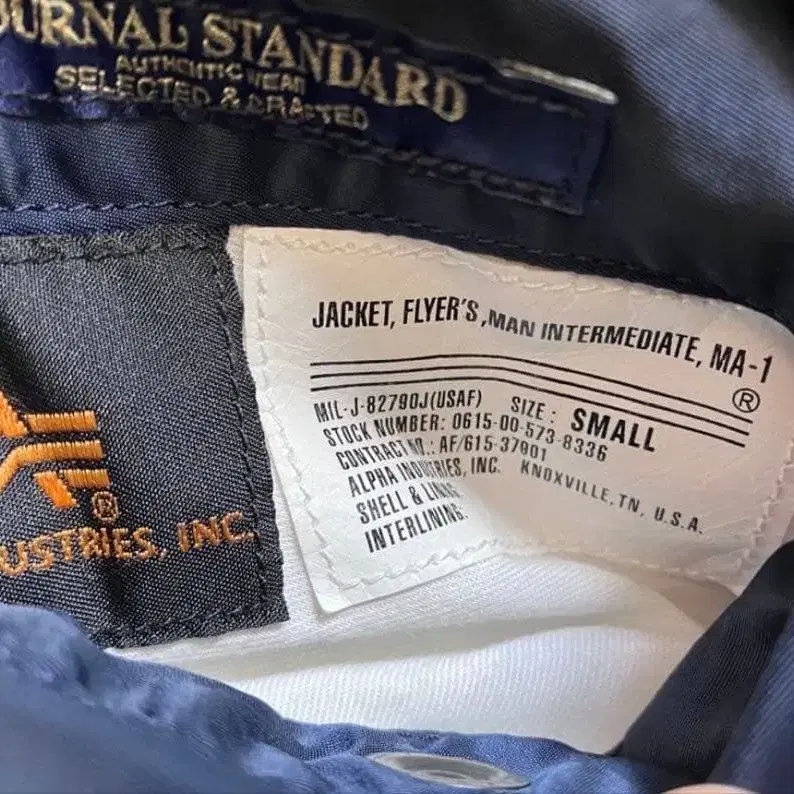 OURNAL STANDARD
AUTHENTIC WEAR
SELECTED & CRAFTED
JACKET, FLYER'S, MAN INTERMEDIATE, MA-1
®
MIL-J-82790J(USAF) SIZE: SMALL
STOCK NUMBER: 0615-00-573-8336
CONTRACT NO.: AF/615-37901
ALPHA INDUSTRIES, INC. KNOXVILLE, TN, U.S.A.
SHELL & LINING
INTERLINING:
®
USTRIES, INC.